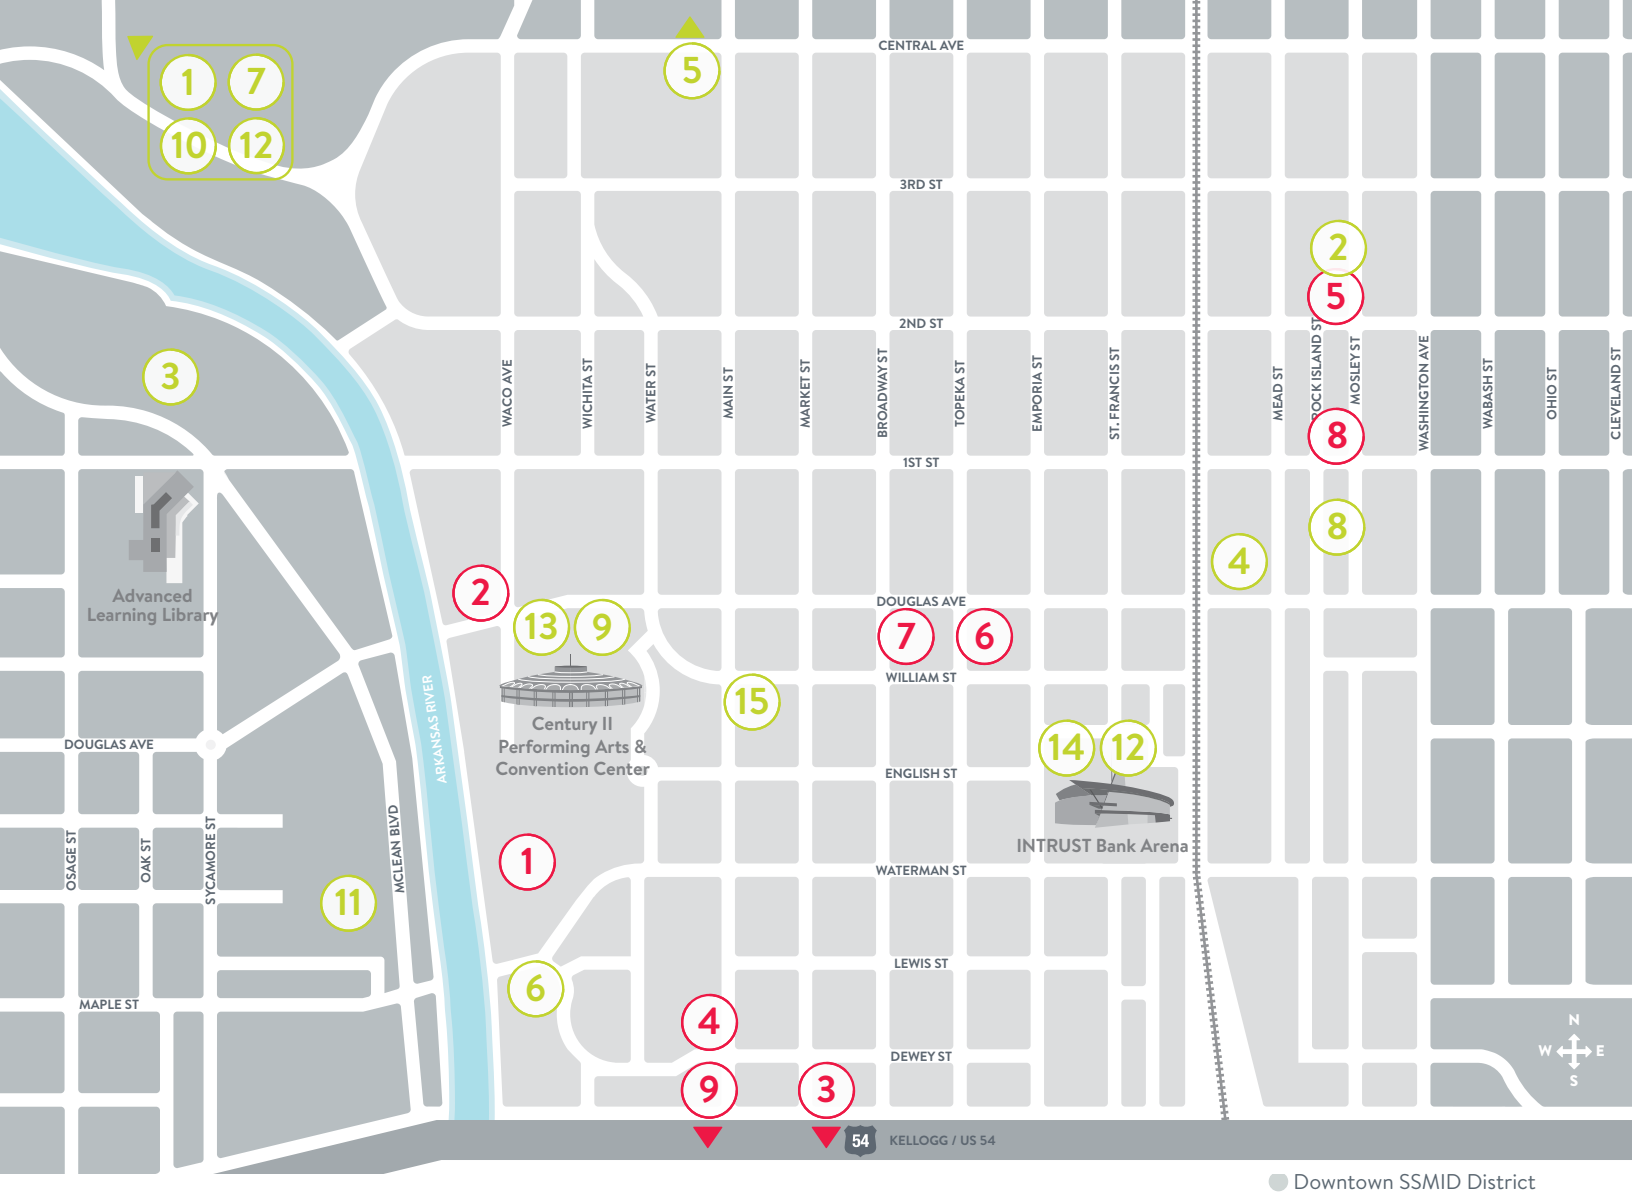 CENTRAL AVE
5
1
7
10
12
3RD ST
2
5
2ND ST
3
WACO AVE
WICHITA ST
WATER ST
MAIN ST
MARKET ST
BROADWAY ST
TOPEKA ST
EMPORIA ST
ST. FRANCIS ST
MEAD ST
ROCK ISLAND ST
MOSLEY ST
WASHINGTON AVE
WABASH ST
OHIO ST
CLEVELAND ST
8
1ST ST
8
4
Advanced
Learning Library
2
13
9
DOUGLAS AVE
7
6
WILLIAM ST
15
Century II
Performing Arts &
Convention Center
ARKANSAS RIVER
DOUGLAS AVE
14
12
ENGLISH ST
INTRUST Bank Arena
OSAGE ST
OAK ST
SYCAMORE ST
MCLEAN BLVD
1
WATERMAN ST
11
LEWIS ST
6
MAPLE ST
4
DEWEY ST
N
W
E
S
9
3
54
KELLOGG / US 54
Downtown SSMID District